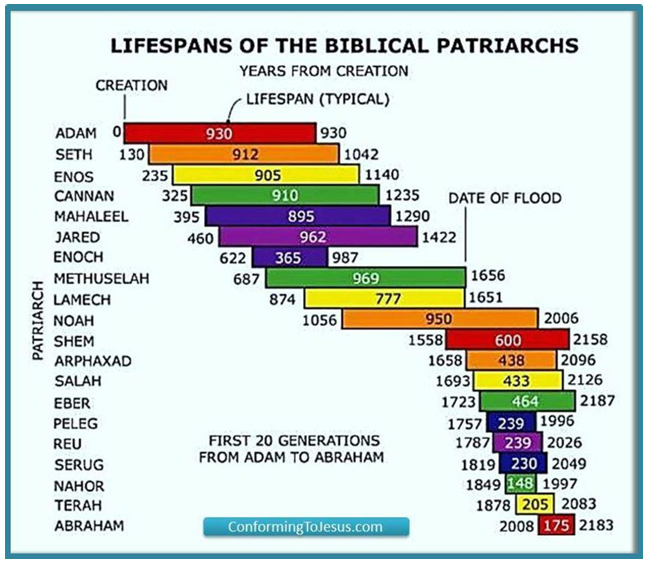 LIFESPANS OF THE BIBLICAL PATRIARCHS
YEARS FROM CREATION
CREATION
LIFESPAN (TYPICAL)
ADAM 0 930 930
SETH 130 912 1042
ENOS 235 905 1140
CANNAN 325 910 1235
DATE OF FLOOD
MAHALEEL 395 895 1290
JARED 460 962 1422
ENOCH 622 365 987
METHUSELAH 687 969 1656
LAMECH 874 777 1651
NOAH 1056 950 2006
SHEM 1558 600 2158
ARPHAXAD 1658 438 2096
SALAH 1693 433 2126
EBER 1723 464 2187
PELEG 1757 239 1996
REU 1787 239 2026
SERUG 1819 230 2049
NAHOR 1849 148 1997
TERAH 1878 205 2083
ABRAHAM 2008 175 2183
PATRIARCH
FIRST 20 GENERATIONS
FROM ADAM TO ABRAHAM
ConformingToJesus.com